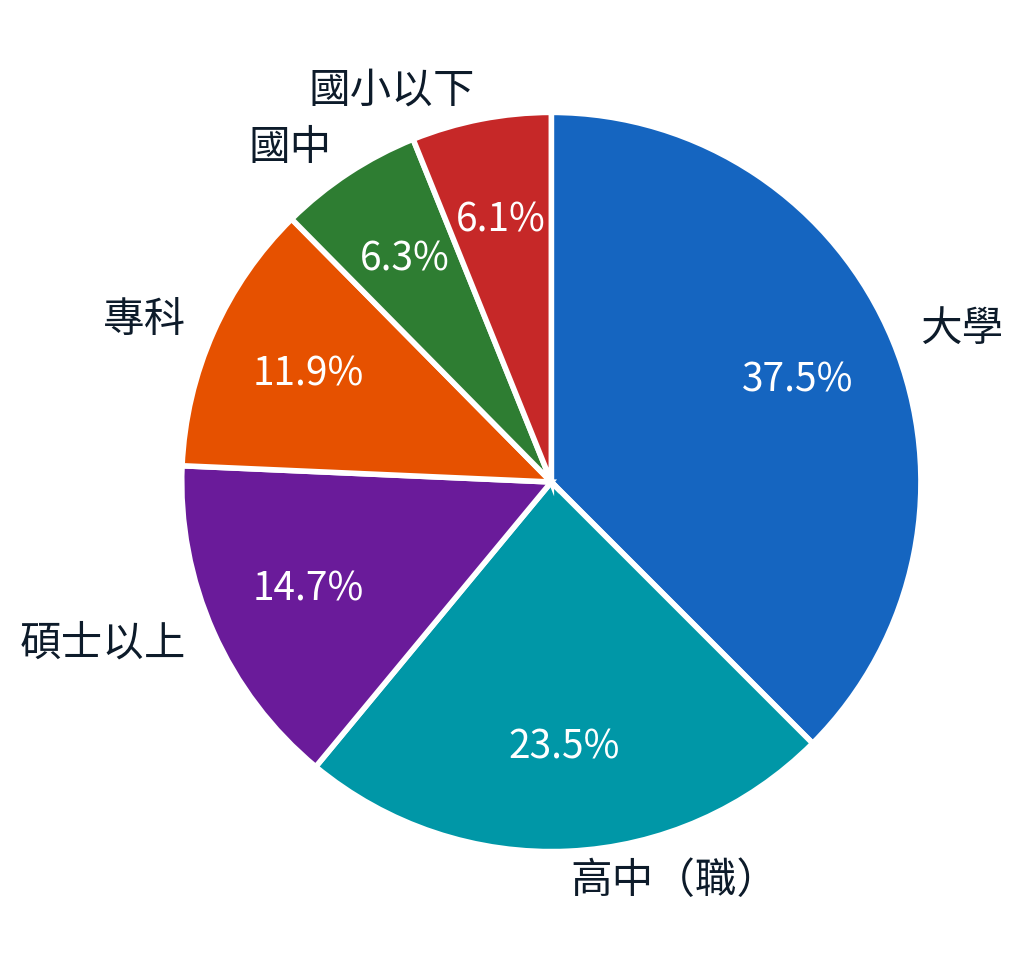 國小以下
國中
6.1%
6.3%
專科
大學
11.9%
37.5%
14.7%
碩士以上
23.5%
高中（職）